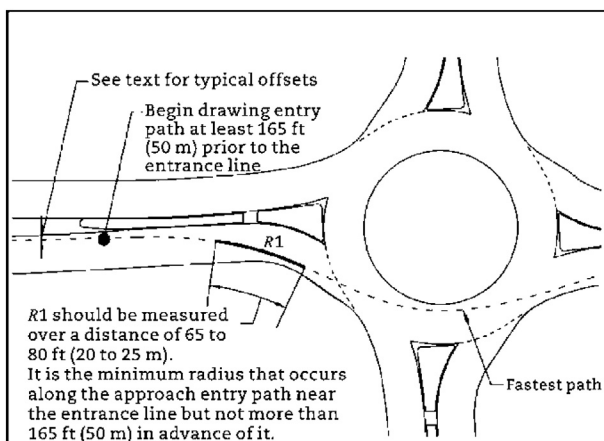 See text for typical offsets
Begin drawing entry
path at least 165 ft
(50 m) prior to the
entrance line
R1
R1 should be measured
over a distance of 65 to
80 ft (20 to 25 m).
It is the minimum radius that occurs
along the approach entry path near
the entrance line but not more than
165 ft (50 m) in advance of it.
Fastest path